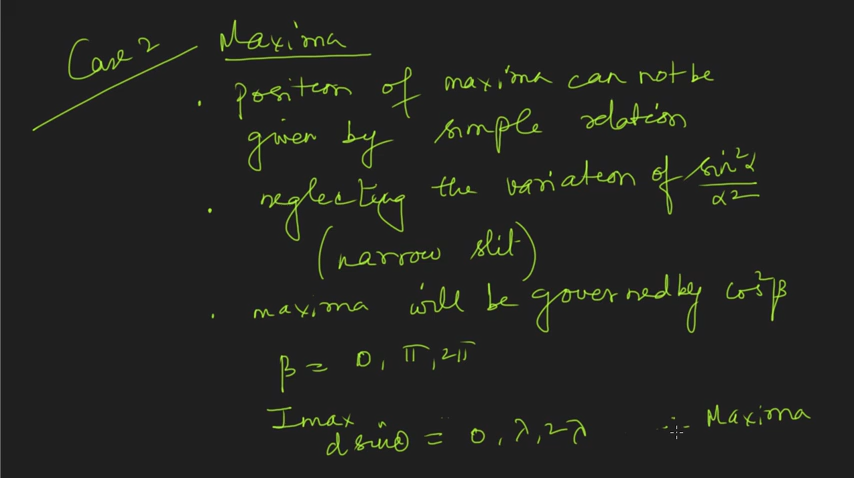 Case 2 Maxima
. position of maxima can not be
given by simple relation
. neglecting the variation of sin²α/α2
(narrow slit)
. maxima will be governed by cos²β
β = 0, π, 2π
Imax
d sinθ = 0, λ, 2λ Maxima